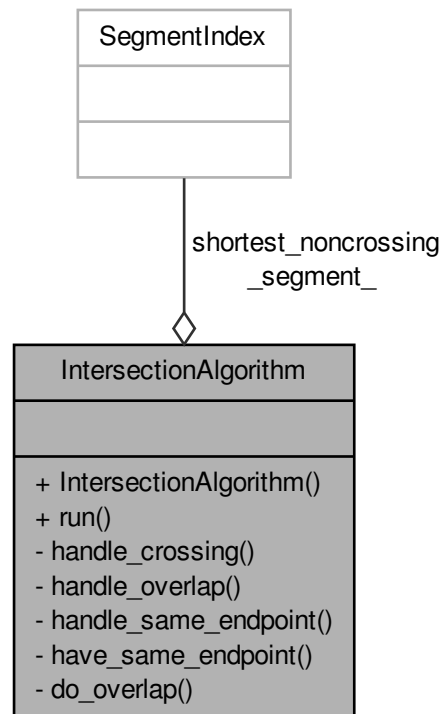 SegmentIndex
shortest_noncrossing
_segment_
IntersectionAlgorithm
+ IntersectionAlgorithm()
+ run()
- handle_crossing()
- handle_overlap()
- handle_same_endpoint()
- have_same_endpoint()
- do_overlap()